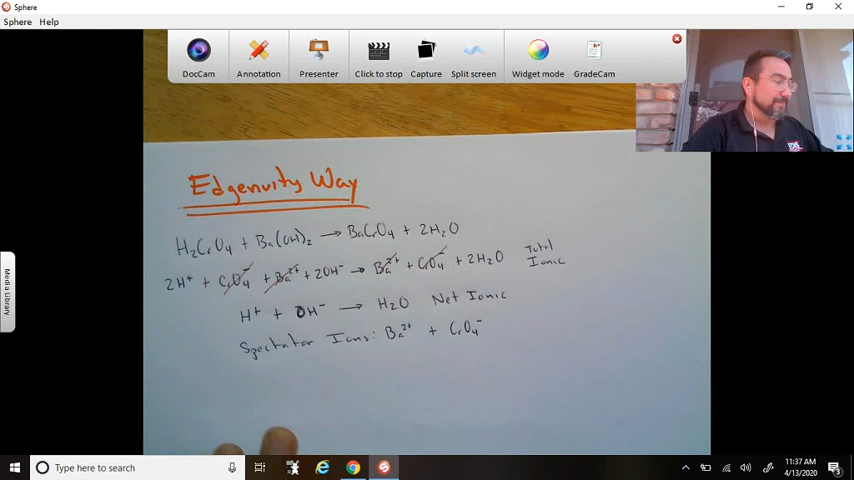 Sphere
Sphere Help
DocCam Annotation Presenter Click to stop Capture Split screen Widget mode GradeCam
Media Library
Edgenuity Way
H₂CrO₄ + Ba(OH)₂ → BaCrO₄ + 2H₂O
2H⁺ + CrO₄⁻ + Ba²⁺ + 2OH⁻ → Ba²⁺ + CrO₄⁻ + 2H₂O Total Ionic
H⁺ + OH⁻ → H₂O Net Ionic
Spectator Ions: Ba²⁺ + CrO₄⁻
Type here to search
11:37 AM
4/13/2020